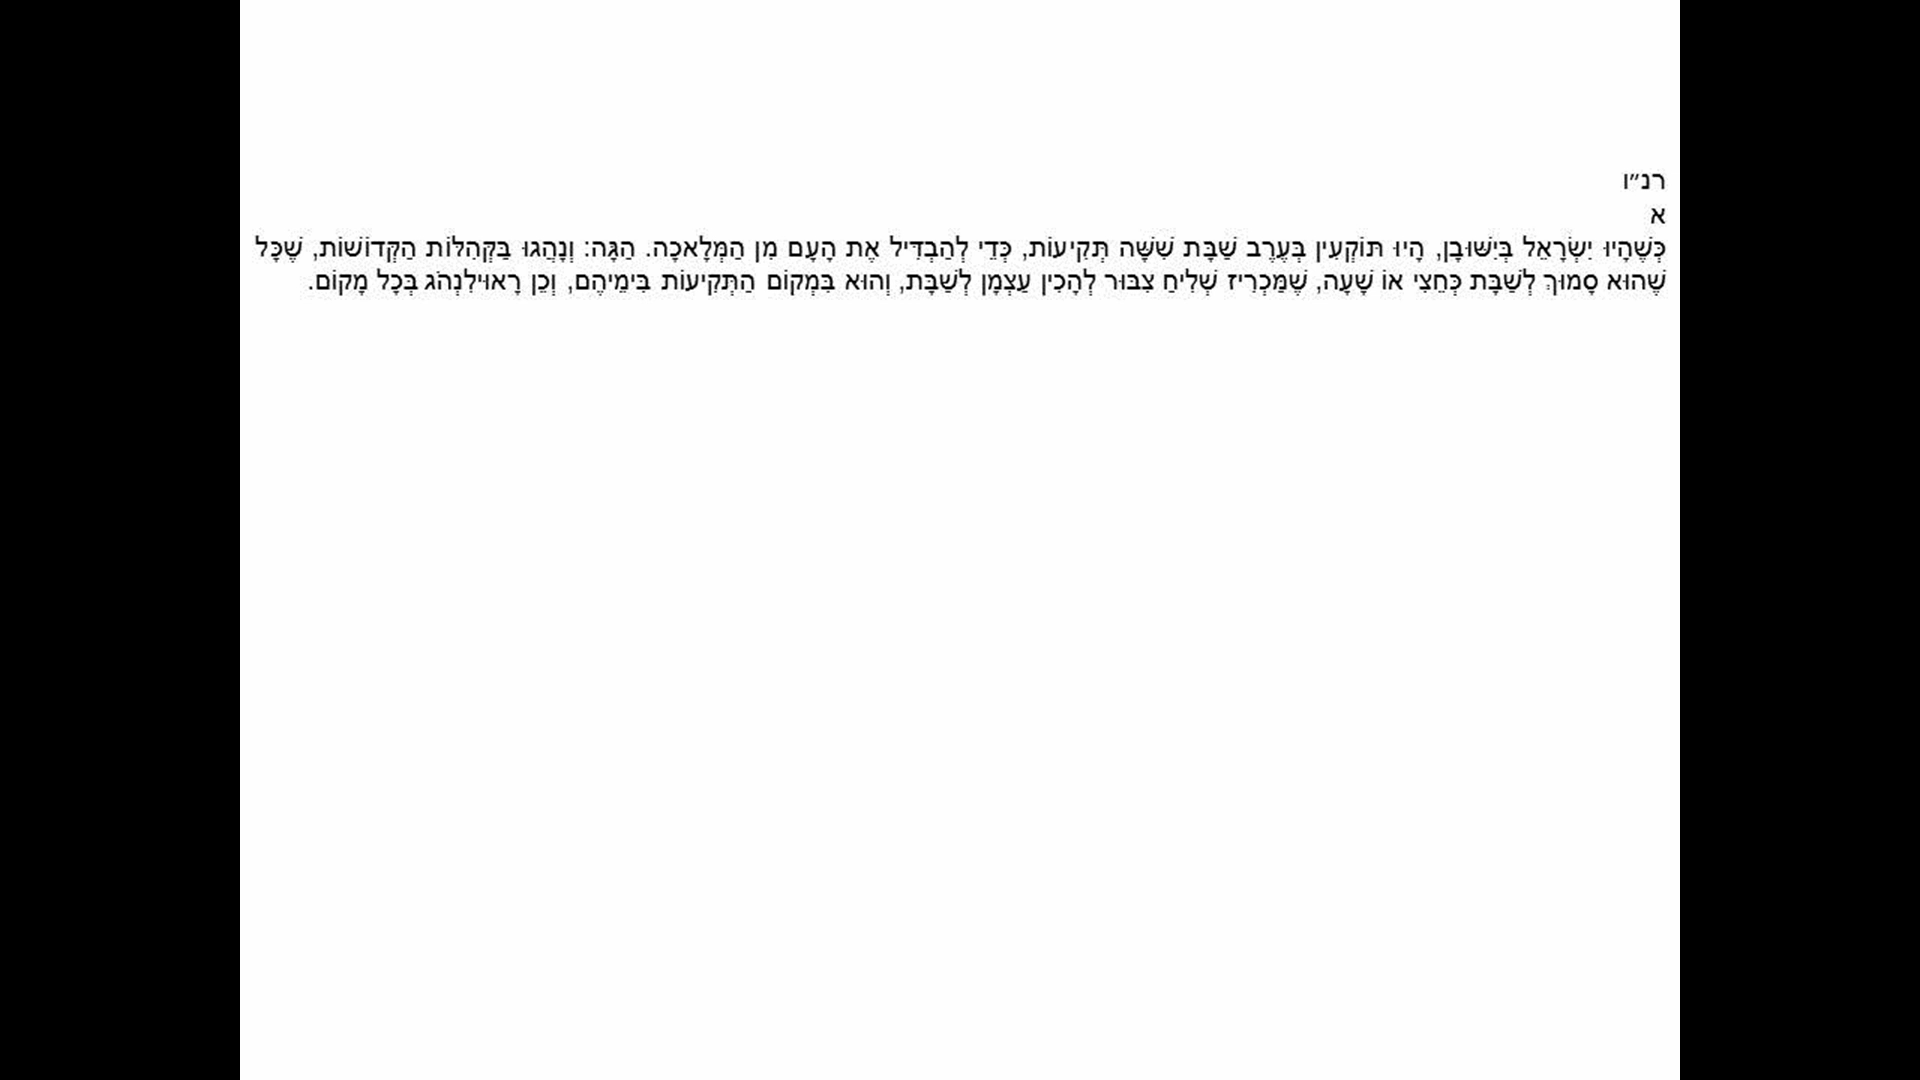 רנ״ו
א
כְּשֶׁהָיוּ יִשְׂרָאֵל בְּיִשּׁוּבָן, הָיוּ תּוֹקְעִין בְּעֶרֶב שַׁבָּת שִׁשָּׁה תְּקִיעוֹת, כְּדֵי לְהַבְדִּיל אֶת הָעָם מִן הַמְּלָאכָה. הַגָּה: וְנָהֲגוּ בַּקְּהִלּוֹת הַקְּדוֹשׁוֹת, שֶׁכָּל
שֶׁהוּא סָמוּךְ לְשַׁבָּת כְּחֵצִי אוֹ שָׁעָה, שֶׁמַּכְרִיז שְׁלִיחַ צִבּוּר לְהָכִין עַצְמָן לְשַׁבָּת, וְהוּא בִּמְקוֹם הַתְּקִיעוֹת בִּימֵיהֶם, וְכֵן רָאוּילִנְהֹג בְּכָל מָקוֹם.